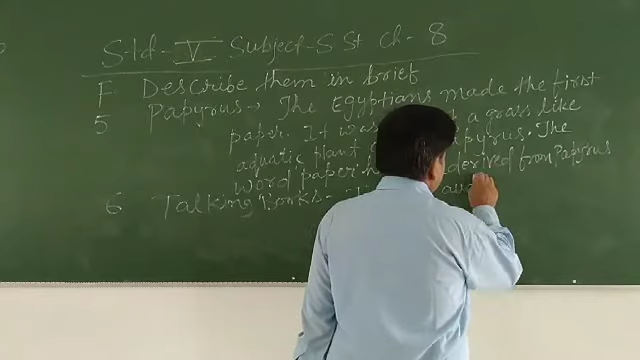 Std - V Subject - S St ch - 8
F Describe them in brief
5 Papyrus → The Egyptians made the first
paper. It was a grass like
aquatic plant pyrus. The
word paper derived from Papyrus
6 Talking Books -